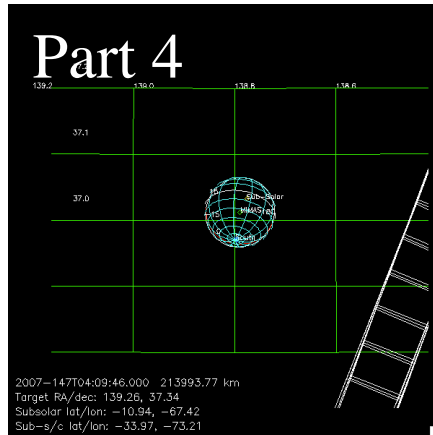 Part 4
139.2 139.0 138.8 138.6
37.1
37.0
Sub-Solar
MIMAS
2007-147T04:09:46.000 213993.77 km
Target RA/dec: 139.26, 37.34
Subsolar lat/lon: -10.94, -67.42
Sub-s/c lat/lon: -33.97, -73.21